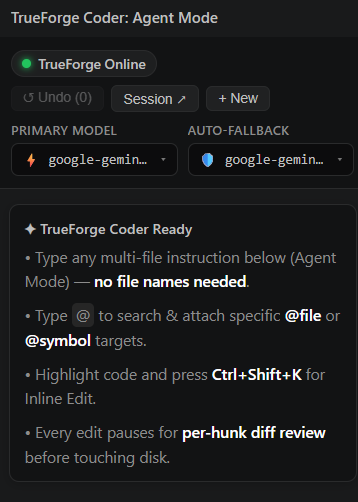 TrueForge Coder: Agent Mode
TrueForge Online
↺ Undo (0)
Session ↗
+ New
PRIMARY MODEL
AUTO-FALLBACK
google-gemin…
google-gemin…
✦ TrueForge Coder Ready
• Type any multi-file instruction below (Agent
Mode) — no file names needed.
• Type @ to search & attach specific @file or
@symbol targets.
• Highlight code and press Ctrl+Shift+K for
Inline Edit.
• Every edit pauses for per-hunk diff review
before touching disk.